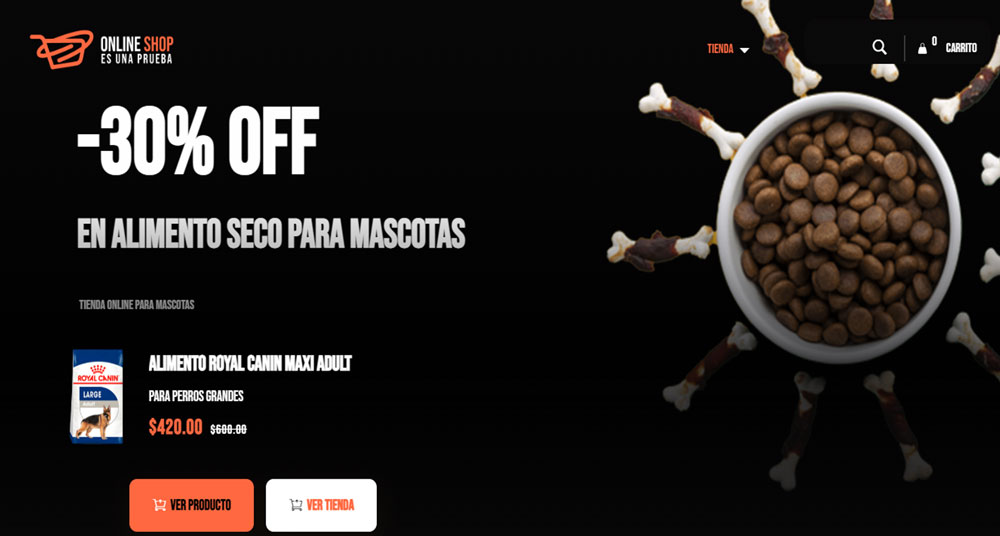 ONLINE SHOP
ES UNA PRUEBA
TIENDA
0
CARRITO
-30% OFF
EN ALIMENTO SECO PARA MASCOTAS
TIENDA ONLINE PARA MASCOTAS
ROYAL CANIN
LARGE
ALIMENTO ROYAL CANIN MAXI ADULT
PARA PERROS GRANDES
$420.00 $600.00
VER PRODUCTO
VER TIENDA